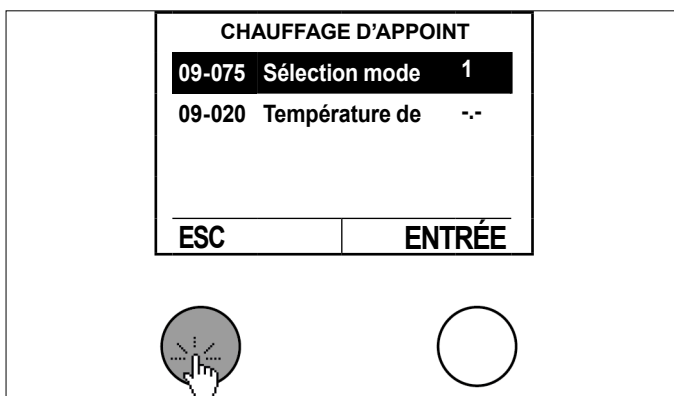 CHAUFFAGE D'APPOINT
09-075 Sélection mode 1
09-020 Température de -.-
ESC ENTRÉE